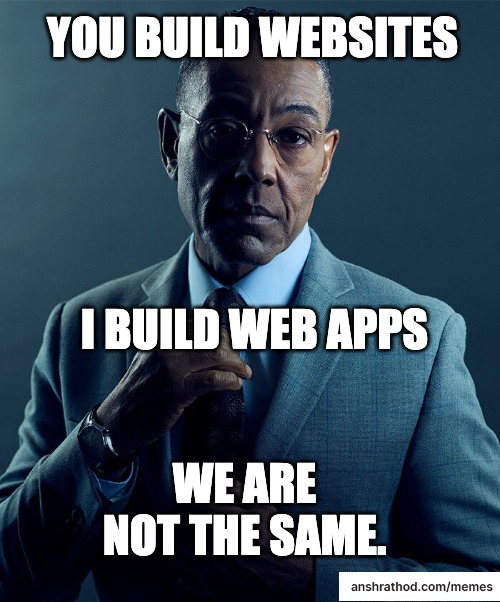 YOU BUILD WEBSITES
I BUILD WEB APPS
WE ARE
NOT THE SAME.
anshrathod.com/memes